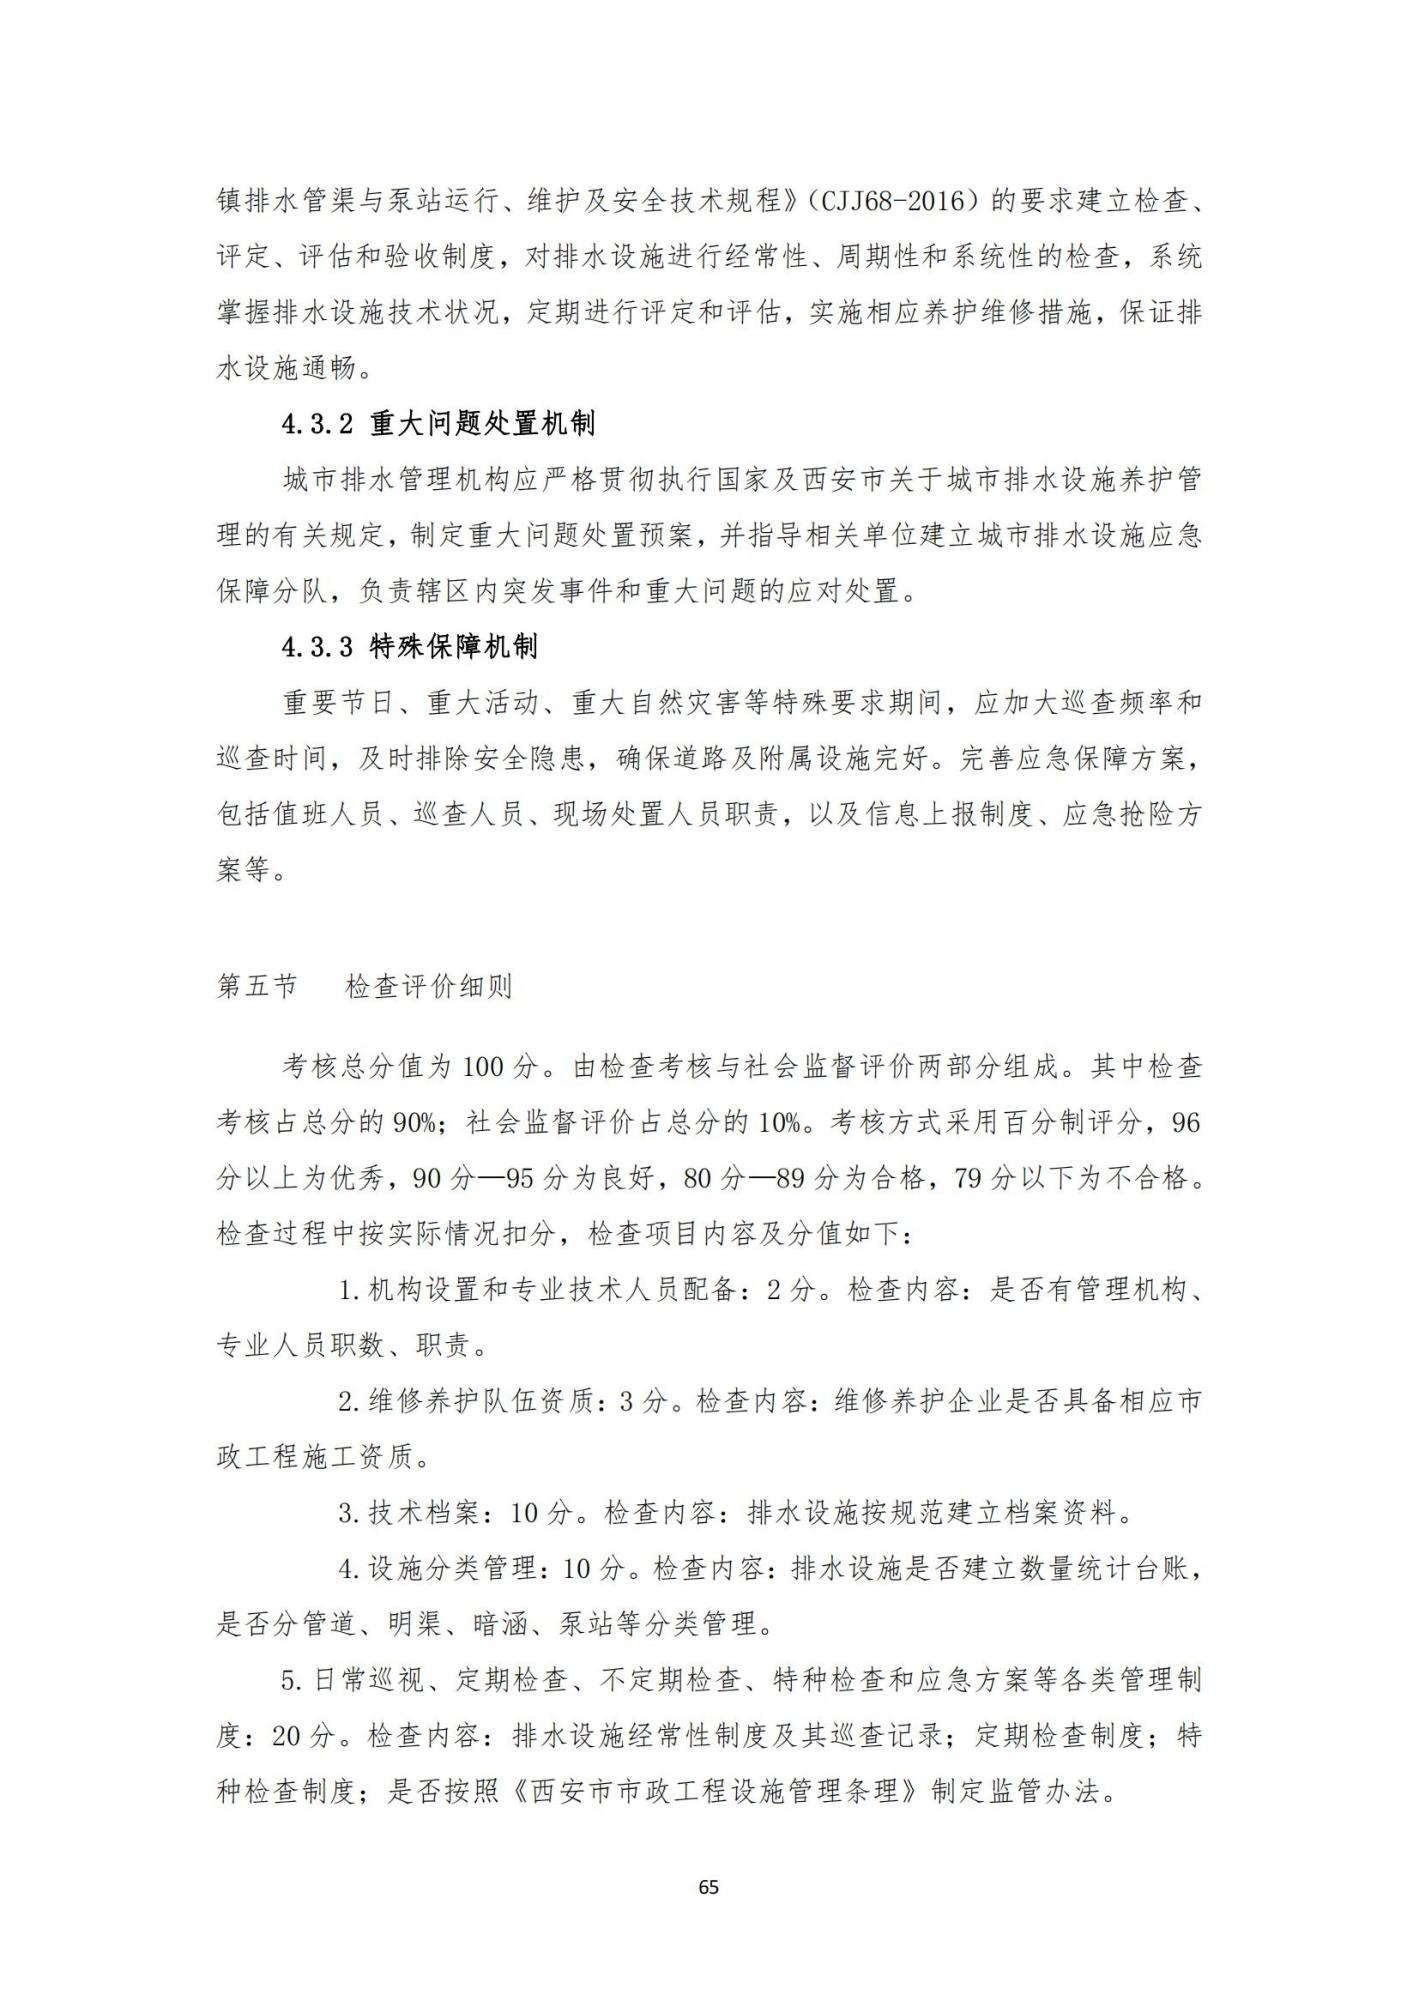 镇排水管渠与泵站运行、维护及安全技术规程》（CJJ68-2016）的要求建立检查、
评定、评估和验收制度，对排水设施进行经常性、周期性和系统性的检查，系统
掌握排水设施技术状况，定期进行评定和评估，实施相应养护维修措施，保证排
水设施通畅。
4.3.2 重大问题处置机制
城市排水管理机构应严格贯彻执行国家及西安市关于城市排水设施养护管
理的有关规定，制定重大问题处置预案，并指导相关单位建立城市排水设施应急
保障分队，负责辖区内突发事件和重大问题的应对处置。
4.3.3 特殊保障机制
重要节日、重大活动、重大自然灾害等特殊要求期间，应加大巡查频率和
巡查时间，及时排除安全隐患，确保道路及附属设施完好。完善应急保障方案，
包括值班人员、巡查人员、现场处置人员职责，以及信息上报制度、应急抢险方
案等。
第五节 检查评价细则
考核总分值为 100 分。由检查考核与社会监督评价两部分组成。其中检查
考核占总分的 90%；社会监督评价占总分的 10%。考核方式采用百分制评分，96
分以上为优秀，90 分—95 分为良好，80 分—89 分为合格，79 分以下为不合格。
检查过程中按实际情况扣分，检查项目内容及分值如下：
1.机构设置和专业技术人员配备：2 分。检查内容：是否有管理机构、
专业人员职数、职责。
2.维修养护队伍资质：3 分。检查内容：维修养护企业是否具备相应市
政工程施工资质。
3.技术档案：10 分。检查内容：排水设施按规范建立档案资料。
4.设施分类管理：10 分。检查内容：排水设施是否建立数量统计台账，
是否分管道、明渠、暗涵、泵站等分类管理。
5.日常巡视、定期检查、不定期检查、特种检查和应急方案等各类管理制
度：20 分。检查内容：排水设施经常性制度及其巡查记录；定期检查制度；特
种检查制度；是否按照《西安市市政工程设施管理条理》制定监管办法。
65